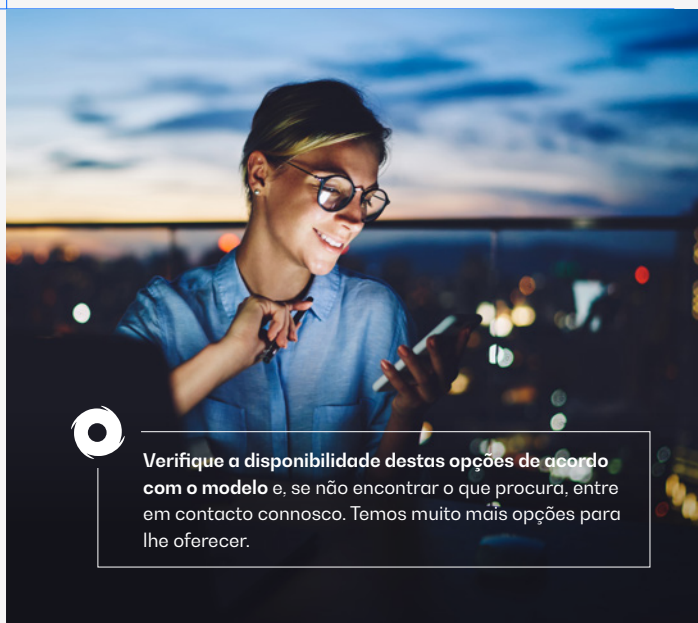 Verifique a disponibilidade destas opções de acordo
com o modelo e, se não encontrar o que procura, entre
em contacto connosco. Temos muito mais opções para
lhe oferecer.